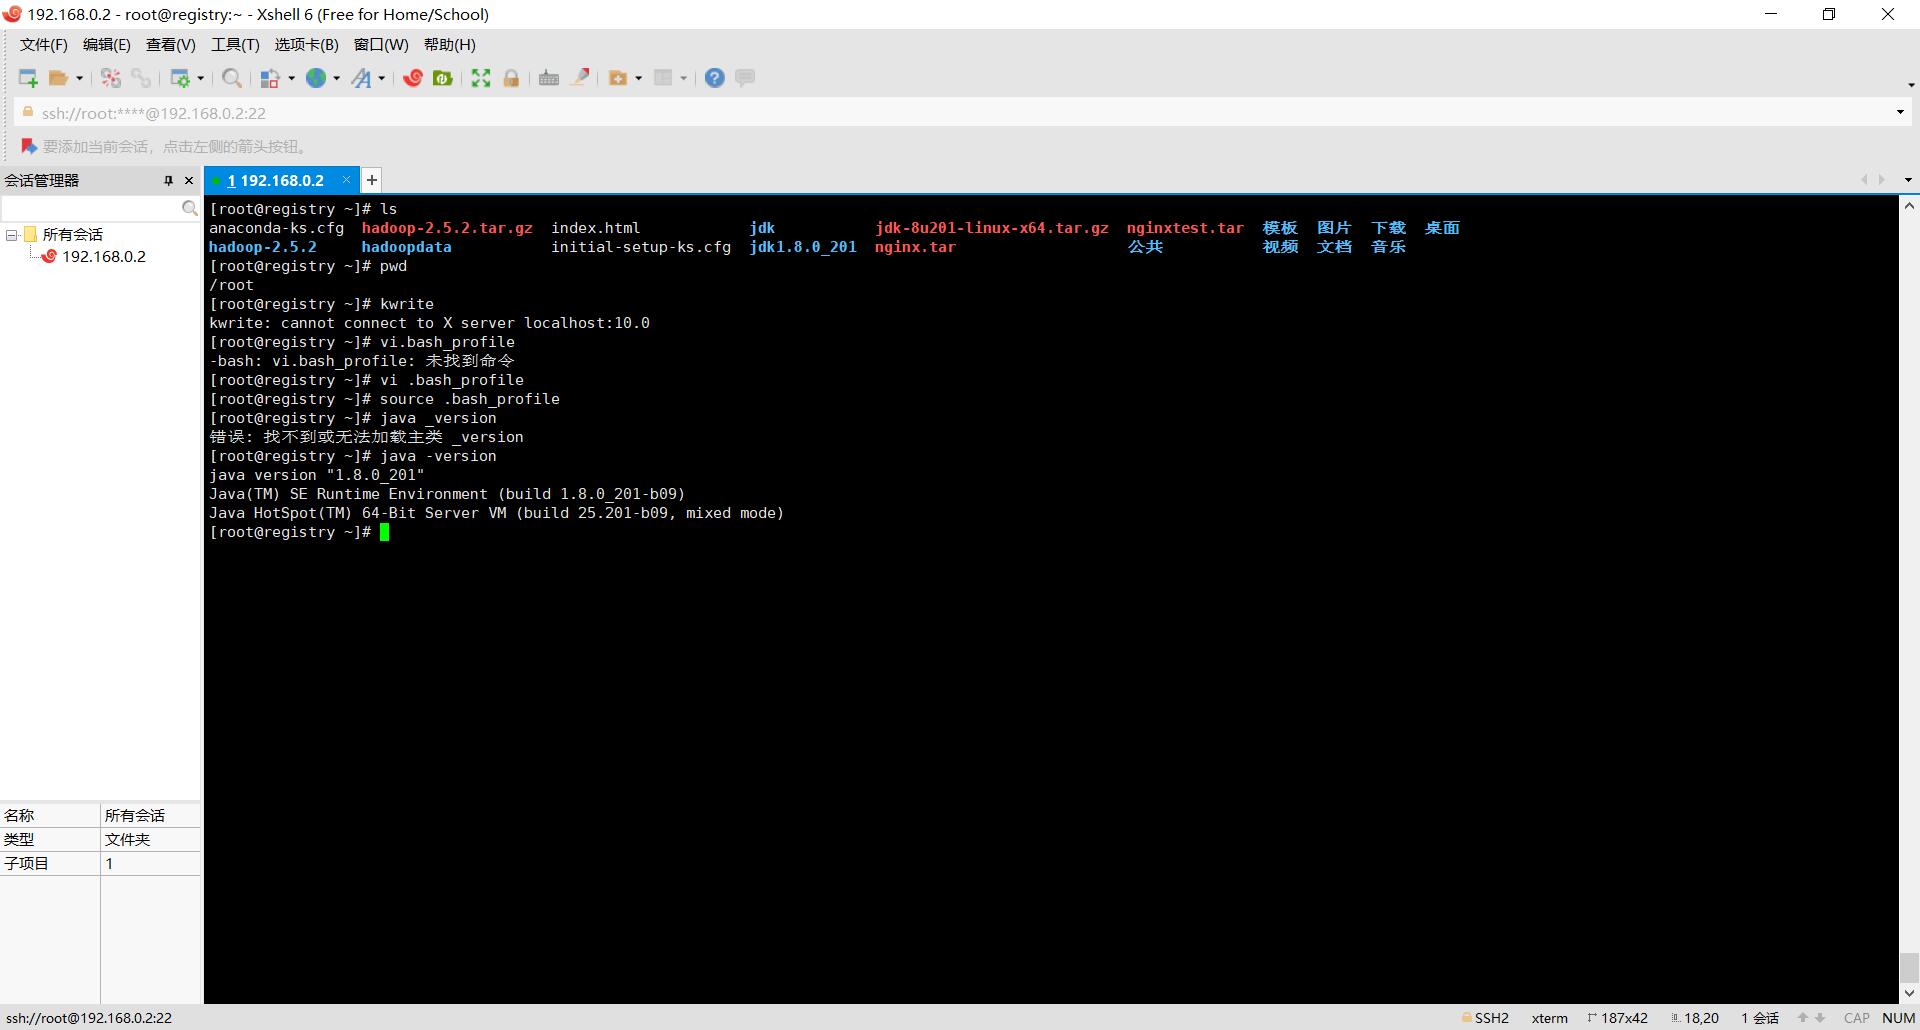 192.168.0.2 - root@registry:~ - Xshell 6 (Free for Home/School)
文件(F) 编辑(E) 查看(V) 工具(T) 选项卡(B) 窗口(W) 帮助(H)
ssh://root:****@192.168.0.2:22
要添加当前会话，点击左侧的箭头按钮。
会话管理器
1 192.168.0.2
所有会话
192.168.0.2
[root@registry ~]# ls
anaconda-ks.cfg hadoop-2.5.2.tar.gz index.html jdk jdk-8u201-linux-x64.tar.gz nginxtest.tar 模板 图片 下载 桌面
hadoop-2.5.2 hadoopdata initial-setup-ks.cfg jdk1.8.0_201 nginx.tar 公共 视频 文档 音乐
[root@registry ~]# pwd
/root
[root@registry ~]# kwrite
kwrite: cannot connect to X server localhost:10.0
[root@registry ~]# vi.bash_profile
-bash: vi.bash_profile: 未找到命令
[root@registry ~]# vi .bash_profile
[root@registry ~]# source .bash_profile
[root@registry ~]# java _version
错误: 找不到或无法加载主类 _version
[root@registry ~]# java -version
java version "1.8.0_201"
Java(TM) SE Runtime Environment (build 1.8.0_201-b09)
Java HotSpot(TM) 64-Bit Server VM (build 25.201-b09, mixed mode)
[root@registry ~]#
名称 所有会话
类型 文件夹
子项目 1
ssh://root@192.168.0.2:22 SSH2 xterm 187x42 18,20 1 会话 CAP NUM